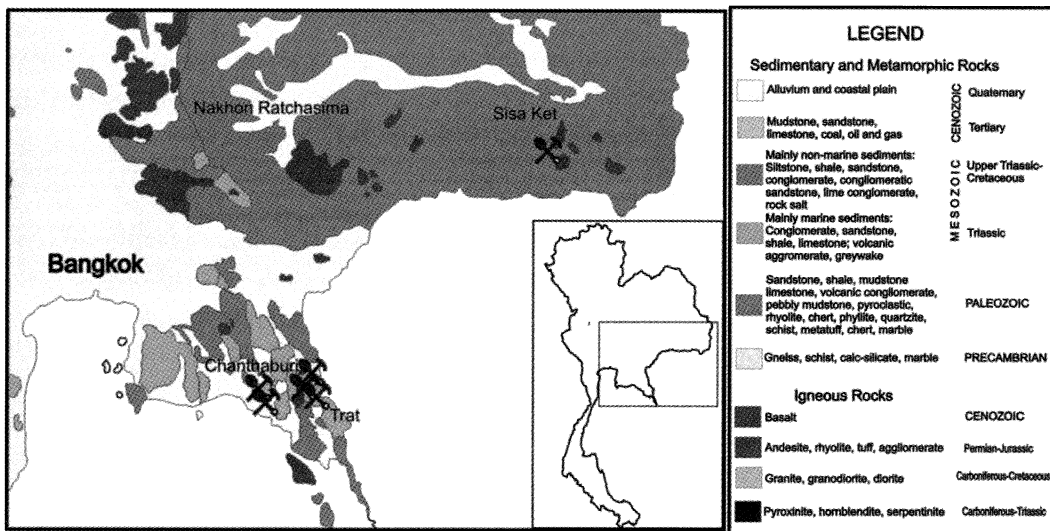 Nakhon Ratchasima
Sisa Ket
Bangkok
Chanthaburi
Trat
LEGEND
Sedimentary and Metamorphic Rocks
Alluvium and coastal plain
Quaternary
Mudstone, sandstone,
limestone, coal, oil and gas
Tertiary
CENOZOIC
Mainly non-marine sediments:
Siltstone, shale, sandstone,
conglomerate, congliomeratic
sandstone, lime conglomerate,
rock salt
Upper Triassic-
Cretaceous
Mainly marine sediments:
Conglomerate, sandstone,
shale, limestone; volcanic
aggromerate, greywake
Triassic
MESOZOIC
Sandstone, shale, mudstone
limestone, volcanic conglomerate,
pebbly mudstone, pyroclastic,
rhyolite, chert, phyllite, quartzite,
schist, metatuff, chert, marble
PALEOZOIC
Gneiss, schist, calc-silicate, marble
PRECAMBRIAN
Igneous Rocks
Basalt
CENOZOIC
Andesite, rhyolite, tuff, agglomerate
Permian-Jurassic
Granite, granodiorite, diorite
Carboniferous-Cretaceous
Pyroxinite, hornblendite, serpentinite
Carboniferous-Triassic